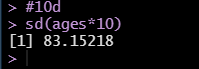 > #10d
> sd(ages*10)
[1] 83.15218
>